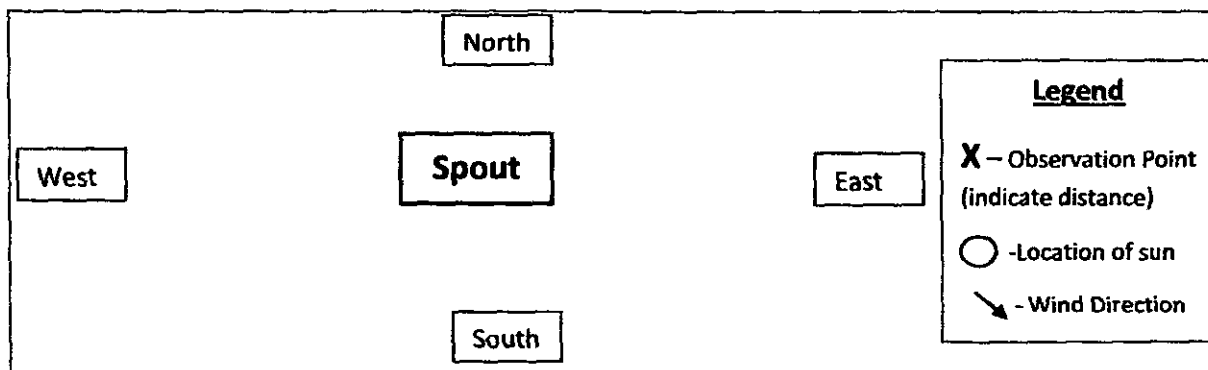 North
Legend
Spout
X – Observation Point
West
East
(indicate distance)
-Location of sun
- Wind Direction
South